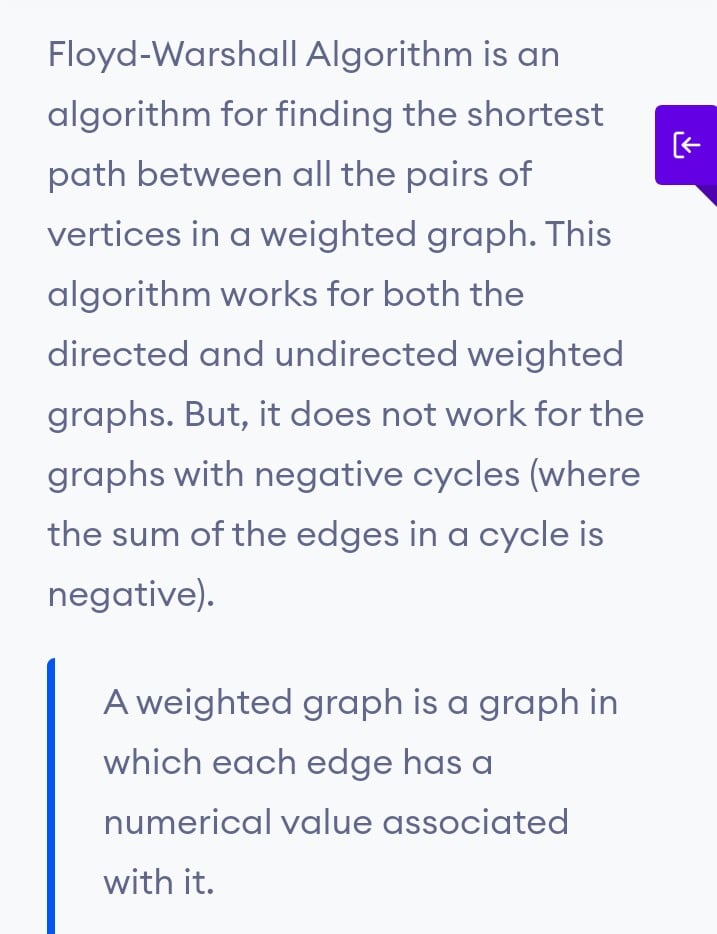 Floyd-Warshall Algorithm is an
algorithm for finding the shortest
path between all the pairs of
vertices in a weighted graph. This
algorithm works for both the
directed and undirected weighted
graphs. But, it does not work for the
graphs with negative cycles (where
the sum of the edges in a cycle is
negative).
A weighted graph is a graph in
which each edge has a
numerical value associated
with it.